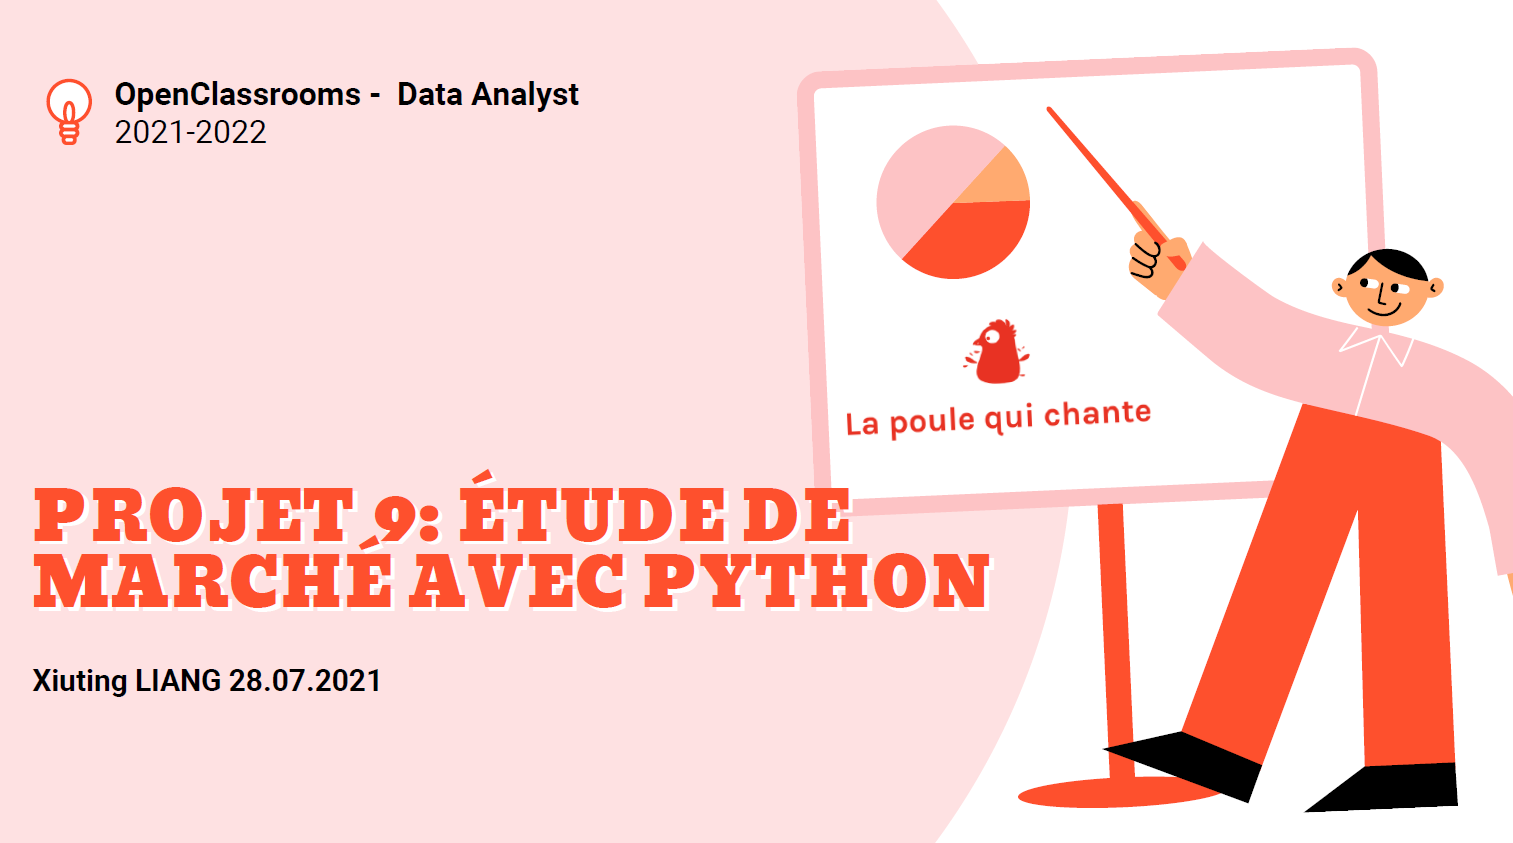 OpenClassrooms - Data Analyst
2021-2022
La poule qui chante
PROJET 9: ÉTUDE DE
MARCHÉ AVEC PYTHON
Xiuting LIANG 28.07.2021